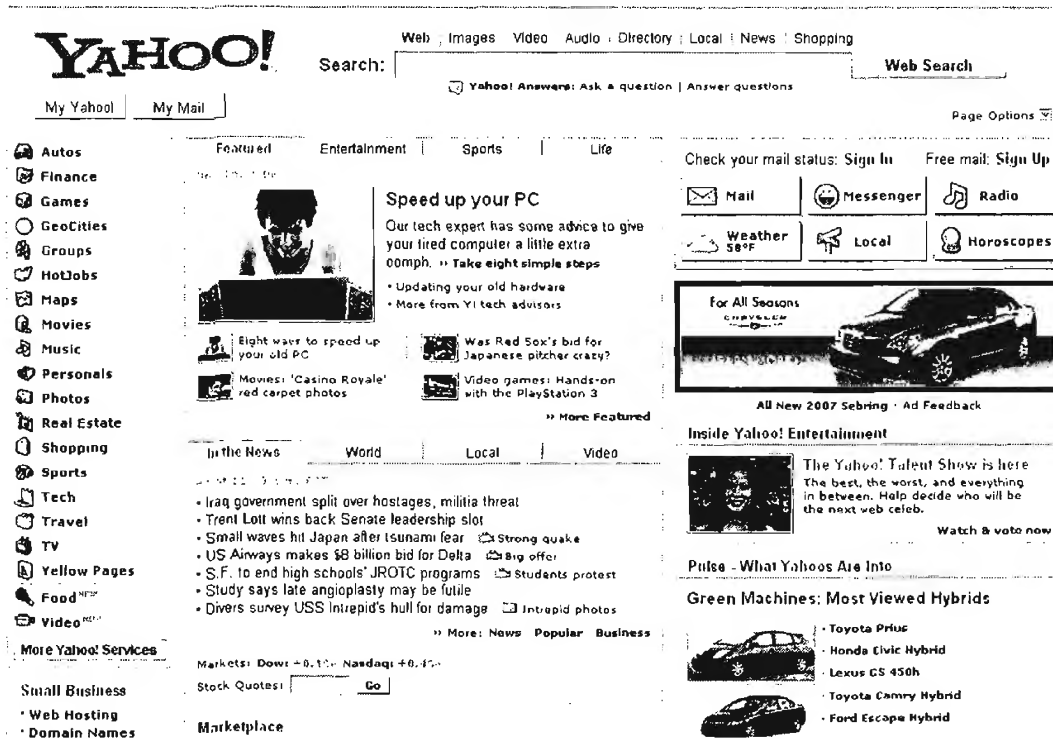 YAHOO!
Web Images Video Audio Directory Local News Shopping
Search:
Web Search
Yahoo! Answers: Ask a question | Answer questions
My Yahoo! My Mail
Page Options
Autos
Finance
Games
GeoCities
Groups
HotJobs
Maps
Movies
Music
Personals
Photos
Real Estate
Shopping
Sports
Tech
Travel
TV
Yellow Pages
Food NEW!
Video NEW!
More Yahoo! Services
Small Business
· Web Hosting
· Domain Names
Featured Entertainment Sports Life
Speed up your PC
Our tech expert has some advice to give
your tired computer a little extra
oomph. » Take eight simple steps
· Updating your old hardware
· More from Y! tech advisors
Eight ways to speed up
your old PC
Was Red Sox's bid for
Japanese pitcher crazy?
Movies: 'Casino Royale'
red carpet photos
Video games: Hands-on
with the PlayStation 3
» More Featured
In the News World Local Video
· Iraq government split over hostages, militia threat
· Trent Lott wins back Senate leadership slot
· Small waves hit Japan after tsunami fear Strong quake
· US Airways makes $8 billion bid for Delta Big offer
· S.F. to end high schools' JROTC programs Students protest
· Study says late angioplasty may be futile
· Divers survey USS Intrepid's hull for damage Intrepid photos
» More: News Popular Business
Markets: Dow: Nasdaq:
Stock Quotes: Go
Marketplace
Check your mail status: Sign In Free mail: Sign Up
Mail Messenger Radio
Weather
58°F
Local Horoscopes
For All Seasons
CHRYSLER
All New 2007 Sebring · Ad Feedback
Inside Yahoo! Entertainment
The Yahoo! Talent Show is here
The best, the worst, and everything
in between. Help decide who will be
the next web celeb.
Watch & vote now
Pulse - What Yahoos Are Into
Green Machines: Most Viewed Hybrids
· Toyota Prius
· Honda Civic Hybrid
· Lexus GS 450h
· Toyota Camry Hybrid
· Ford Escape Hybrid